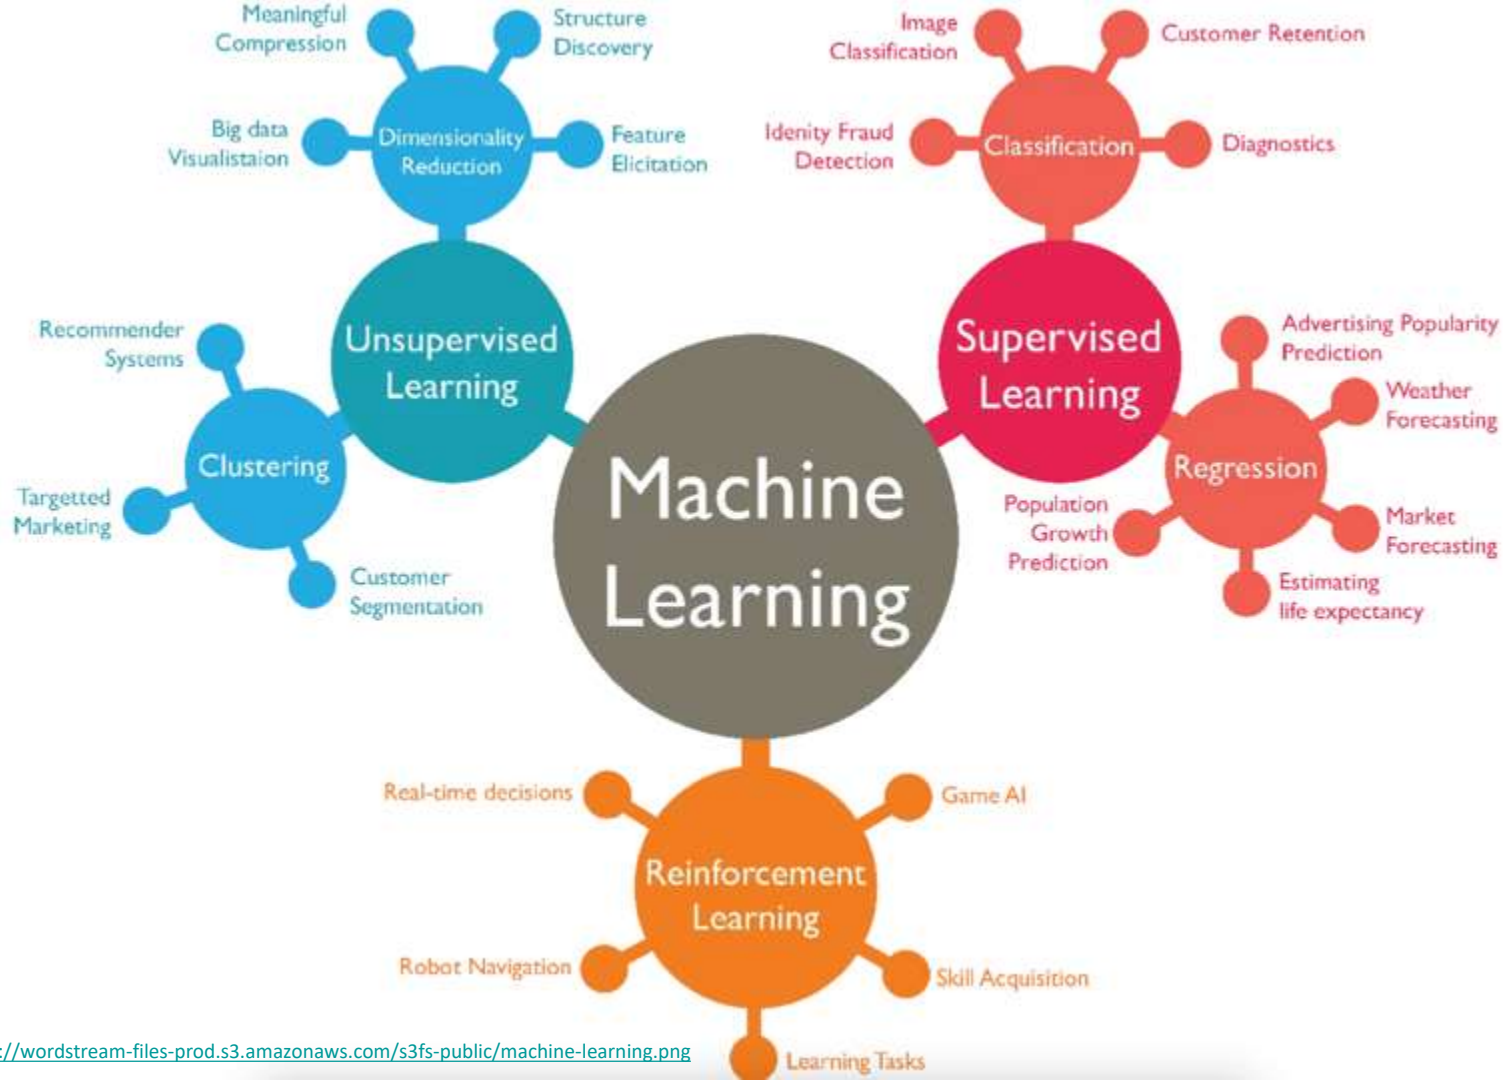 Meaningful
Compression
Structure
Discovery
Big data
Visualistaion
Dimensionality
Reduction
Feature
Elicitation
Image
Classification
Customer Retention
Idenity Fraud
Detection
Classification
Diagnostics
Unsupervised
Learning
Recommender
Systems
Clustering
Targetted
Marketing
Customer
Segmentation
Supervised
Learning
Advertising Popularity
Prediction
Weather
Forecasting
Regression
Population
Growth
Prediction
Market
Forecasting
Estimating
life expectancy
Machine
Learning
Real-time decisions
Game AI
Reinforcement
Learning
Robot Navigation
Skill Acquisition
Learning Tasks
://wordstream-files-prod.s3.amazonaws.com/s3fs-public/machine-learning.png